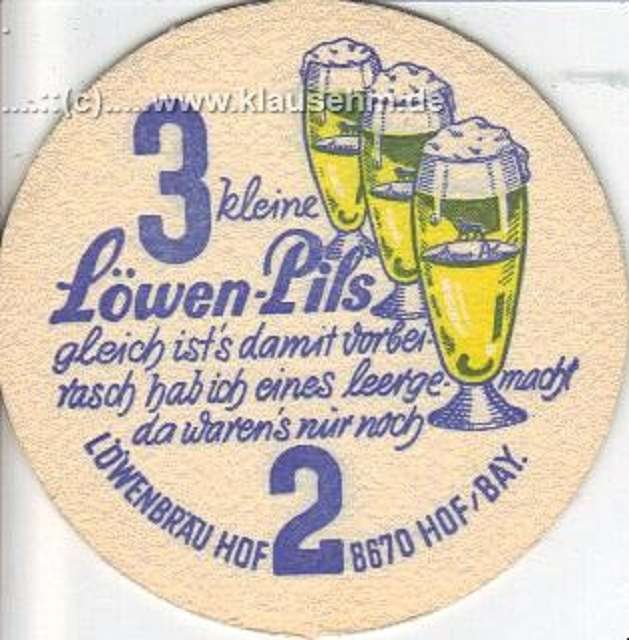 ...::(c).... www.klausehm.de
3 kleine
Löwen-Pils
gleich ist's damit vorbei-
rasch hab ich eines leerge-macht
da waren's nur noch
2
LÖWENBRÄU HOF 8670 HOF/BAY.